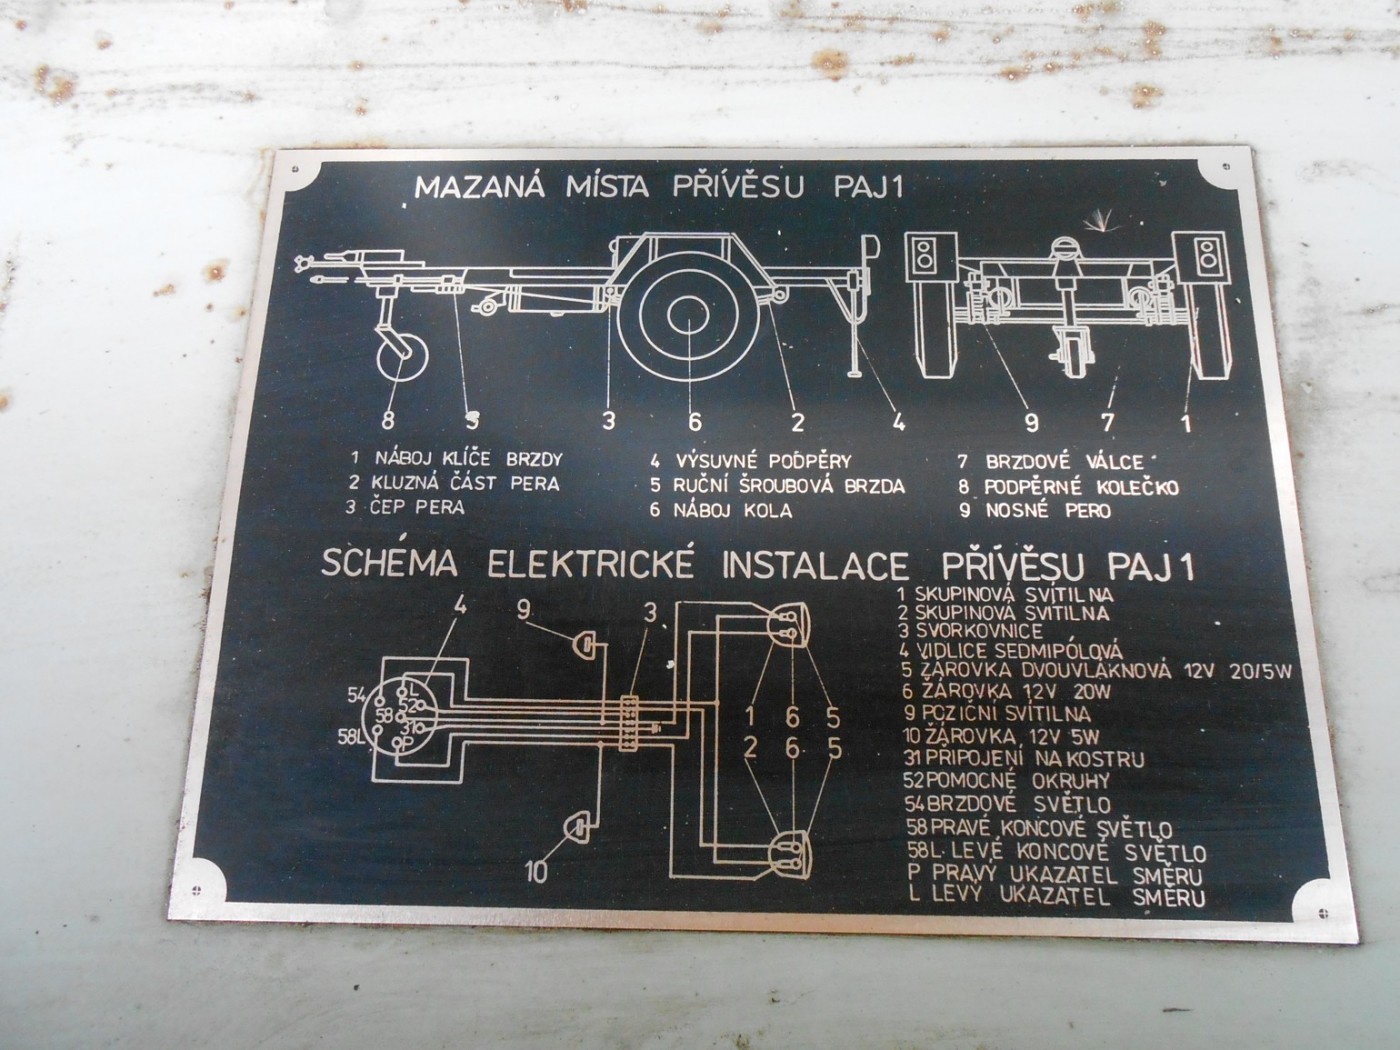 MAZANÁ MÍSTA PŘÍVĚSU PAJ1
8 5 3 6 2 4 9 7 1
1 NÁBOJ KLÍČE BRZDY
2 KLUZNÁ ČÁST PERA
3 ČEP PERA
4 VÝSUVNÉ PODPĚRY
5 RUČNÍ ŠROUBOVÁ BRZDA
6 NÁBOJ KOLA
7 BRZDOVÉ VÁLCE
8 PODPĚRNÉ KOLEČKO
9 NOSNÉ PERO
SCHÉMA ELEKTRICKÉ INSTALACE PŘÍVĚSU PAJ1
4 9 3
54 L
52
58
31
58L P
1 6 5
2 6 5
10
1 SKUPINOVÁ SVÍTILNA
2 SKUPINOVÁ SVÍTILNA
3 SVORKOVNICE
4 VIDLICE SEDMIPÓLOVÁ
5 ŽÁROVKA DVOUVLÁKNOVÁ 12V 20/5W
6 ŽÁROVKA 12V 20W
9 POZIČNÍ SVÍTILNA
10 ŽÁROVKA 12V 5W
31 PŘIPOJENÍ NA KOSTRU
52 POMOCNÉ OKRUHY
54 BRZDOVÉ SVĚTLO
58 PRAVÉ KONCOVÉ SVĚTLO
58L LEVÉ KONCOVÉ SVĚTLO
P PRAVÝ UKAZATEL SMĚRU
L LEVÝ UKAZATEL SMĚRU